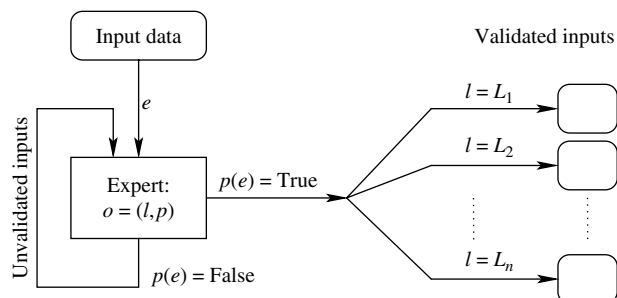 Input data
Validated inputs
e
Unvalidated inputs
Expert:
o = (l, p)
p(e) = True
p(e) = False
l = L₁
l = L₂
l = Lₙ